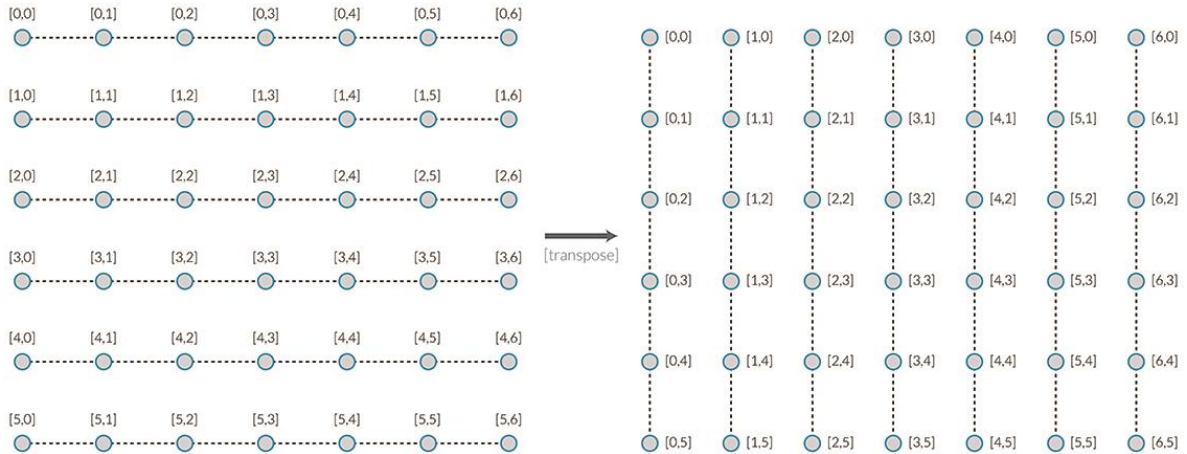 [0,0] [0,1] [0,2] [0,3] [0,4] [0,5] [0,6]
[1,0] [1,1] [1,2] [1,3] [1,4] [1,5] [1,6]
[2,0] [2,1] [2,2] [2,3] [2,4] [2,5] [2,6]
[3,0] [3,1] [3,2] [3,3] [3,4] [3,5] [3,6]
[4,0] [4,1] [4,2] [4,3] [4,4] [4,5] [4,6]
[5,0] [5,1] [5,2] [5,3] [5,4] [5,5] [5,6]
[transpose]
[0,0] [1,0] [2,0] [3,0] [4,0] [5,0] [6,0]
[0,1] [1,1] [2,1] [3,1] [4,1] [5,1] [6,1]
[0,2] [1,2] [2,2] [3,2] [4,2] [5,2] [6,2]
[0,3] [1,3] [2,3] [3,3] [4,3] [5,3] [6,3]
[0,4] [1,4] [2,4] [3,4] [4,4] [5,4] [6,4]
[0,5] [1,5] [2,5] [3,5] [4,5] [5,5] [6,5]